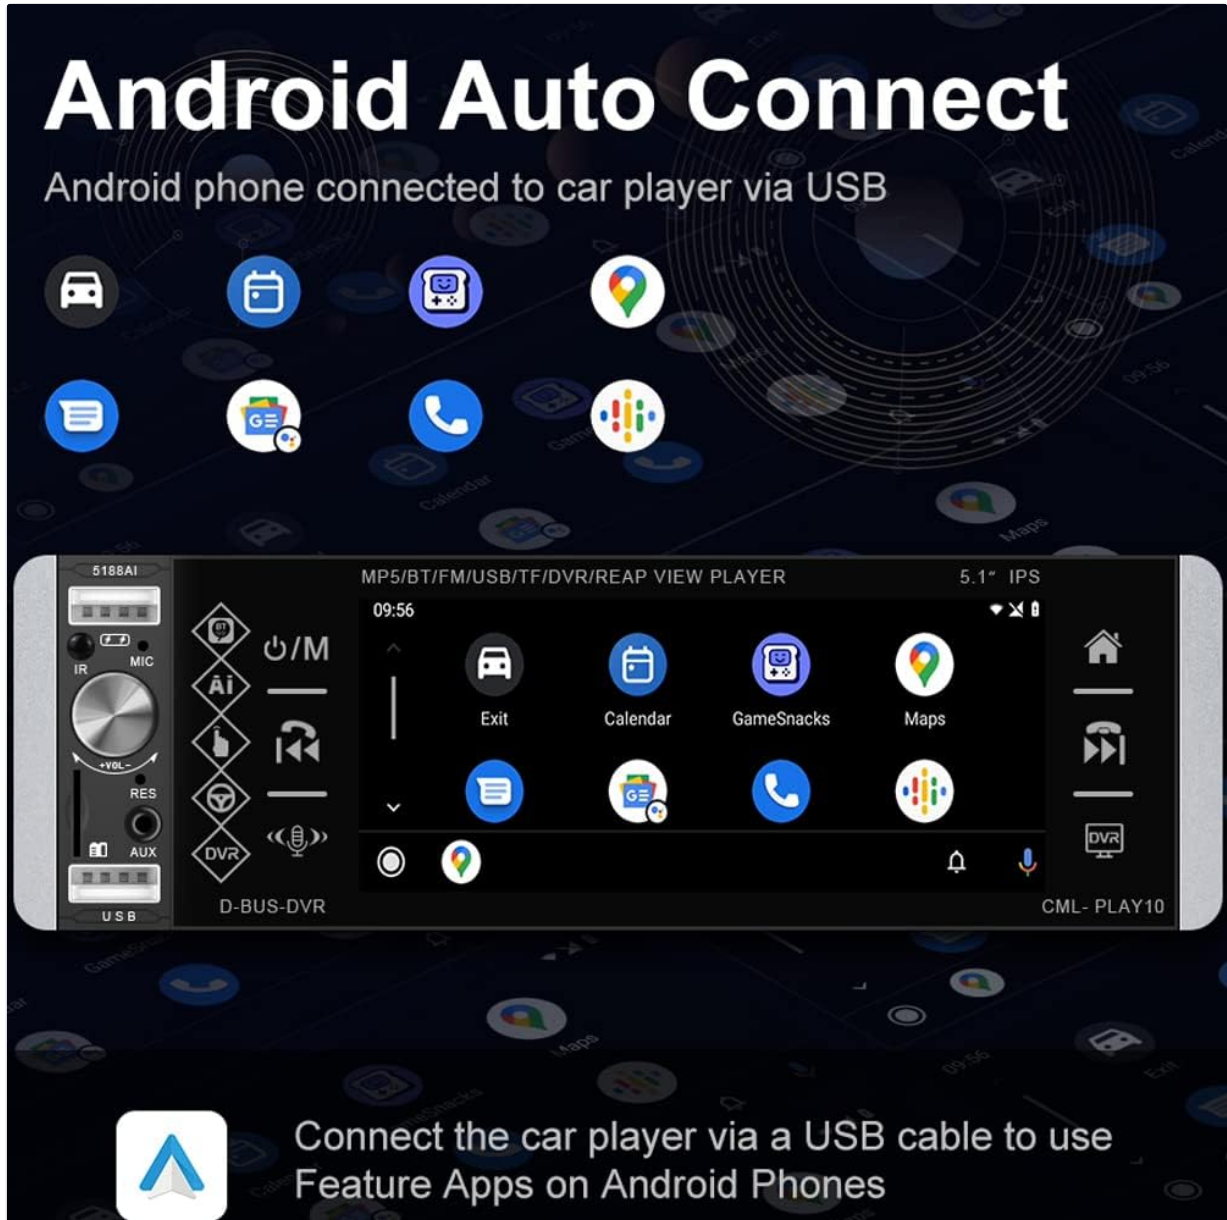 Android Auto Connect
Android phone connected to car player via USB
5188AI
MP5/BT/FM/USB/TF/DVR/REAP VIEW PLAYER
5.1" IPS
09:56
IR
MIC
BT
AI
⏻/M
Exit
Calendar
GameSnacks
Maps
+VOL-
RES
AUX
DVR
GE
DVR
USB
D-BUS-DVR
CML- PLAY10
Connect the car player via a USB cable to use
Feature Apps on Android Phones